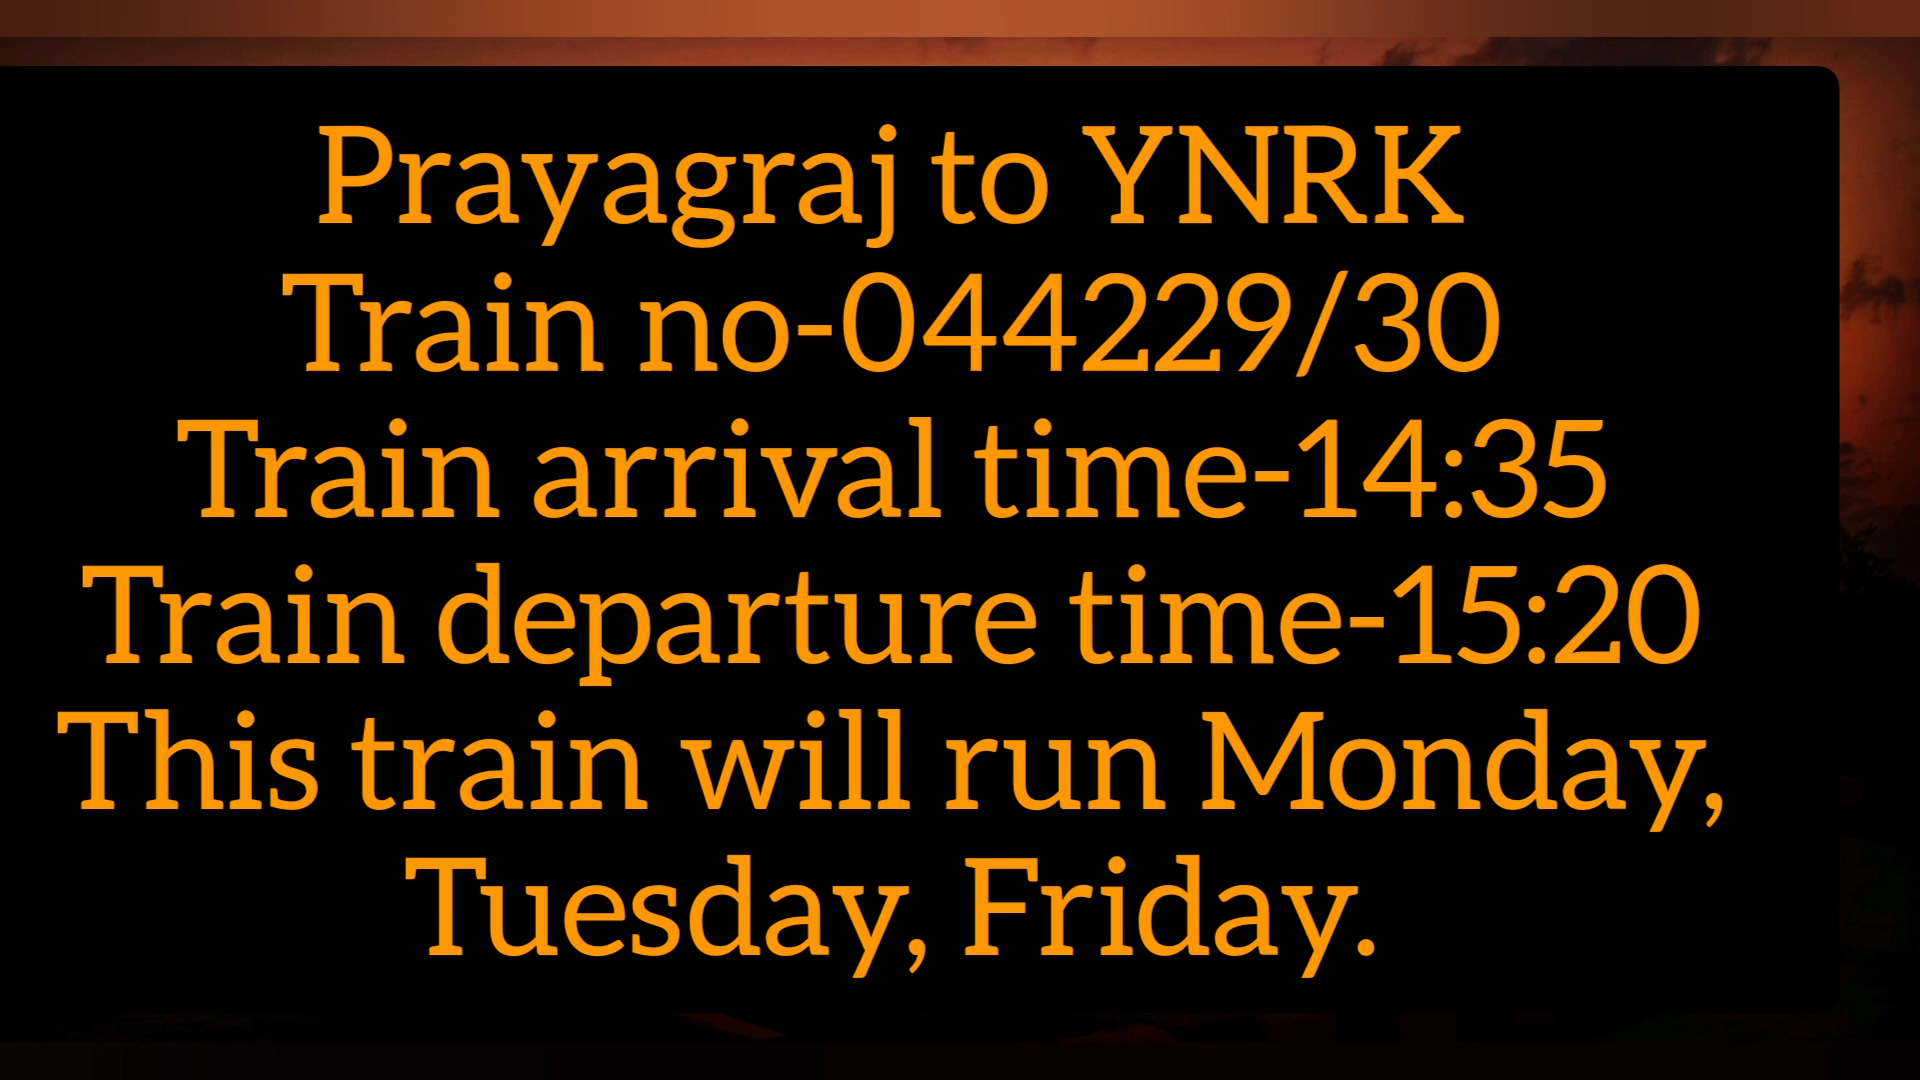 Prayagraj to YNRK
Train no-044229/30
Train arrival time-14:35
Train departure time-15:20
This train will run Monday,
Tuesday, Friday.